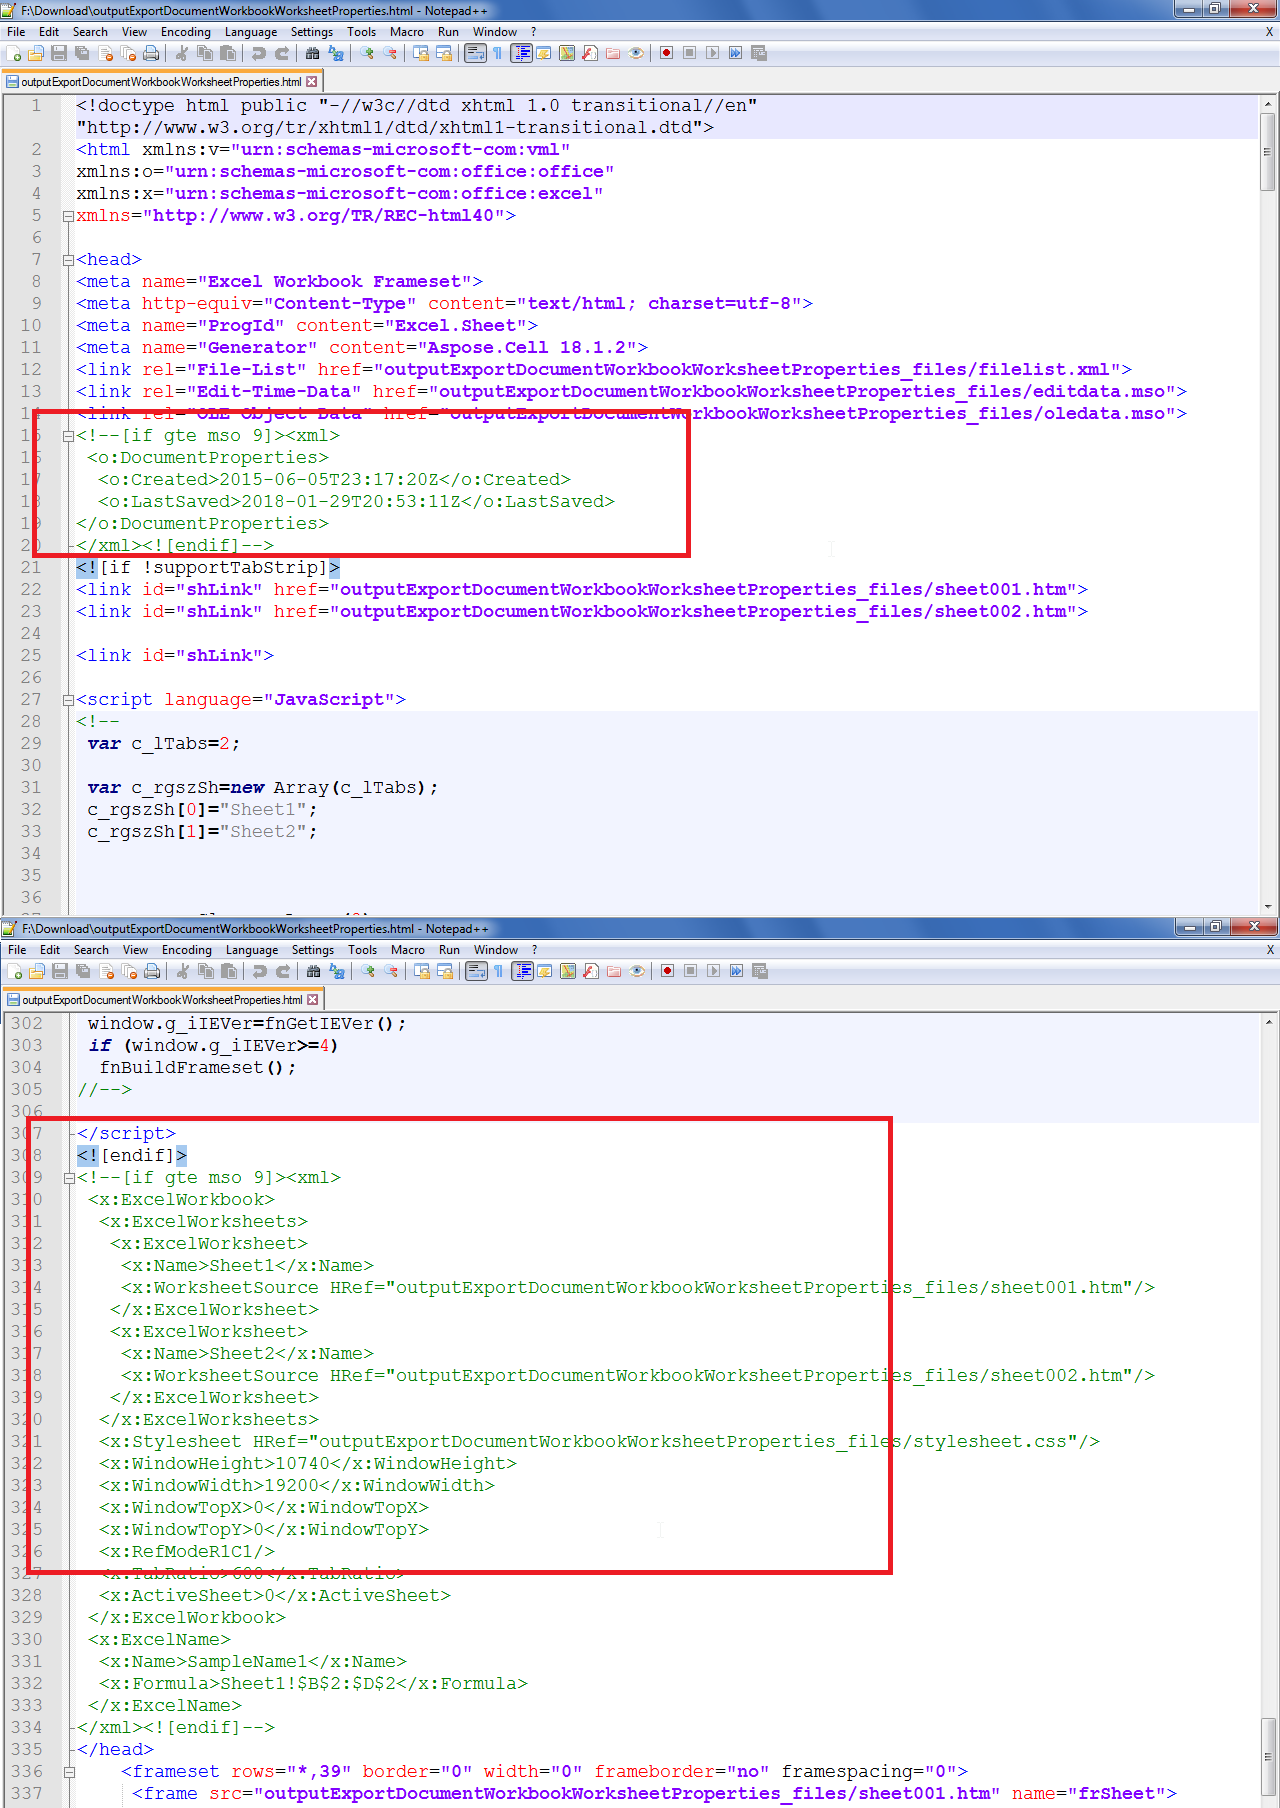 F:\Download\outputExportDocumentWorkbookWorksheetProperties.html - Notepad++
File Edit Search View Encoding Language Settings Tools Macro Run Window ? X
outputExportDocumentWorkbookWorksheetProperties.html
1 <!doctype html public "-//w3c//dtd xhtml 1.0 transitional//en"
"http://www.w3.org/tr/xhtml1/dtd/xhtml1-transitional.dtd">
2 <html xmlns:v="urn:schemas-microsoft-com:vml"
3 xmlns:o="urn:schemas-microsoft-com:office:office"
4 xmlns:x="urn:schemas-microsoft-com:office:excel"
5 xmlns="http://www.w3.org/TR/REC-html40">
6
7 <head>
8 <meta name="Excel Workbook Frameset">
9 <meta http-equiv="Content-Type" content="text/html; charset=utf-8">
10 <meta name="ProgId" content="Excel.Sheet">
11 <meta name="Generator" content="Aspose.Cell 18.1.2">
12 <link rel="File-List" href="outputExportDocumentWorkbookWorksheetProperties_files/filelist.xml">
13 <link rel="Edit-Time-Data" href="outputExportDocumentWorkbookWorksheetProperties_files/editdata.mso">
14 <link rel="OLE-Object-Data" href="outputExportDocumentWorkbookWorksheetProperties_files/oledata.mso">
15 <!--[if gte mso 9]><xml>
16 <o:DocumentProperties>
17 <o:Created>2015-06-05T23:17:20Z</o:Created>
18 <o:LastSaved>2018-01-29T20:53:11Z</o:LastSaved>
19 </o:DocumentProperties>
20 </xml><![endif]-->
21 <![if !supportTabStrip]>
22 <link id="shLink" href="outputExportDocumentWorkbookWorksheetProperties_files/sheet001.htm">
23 <link id="shLink" href="outputExportDocumentWorkbookWorksheetProperties_files/sheet002.htm">
24
25 <link id="shLink">
26
27 <script language="JavaScript">
28 <!--
29 var c_lTabs=2;
30
31 var c_rgszSh=new Array(c_lTabs);
32 c_rgszSh[0]="Sheet1";
33 c_rgszSh[1]="Sheet2";
34
35
36
F:\Download\outputExportDocumentWorkbookWorksheetProperties.html - Notepad++
File Edit Search View Encoding Language Settings Tools Macro Run Window ? X
outputExportDocumentWorkbookWorksheetProperties.html
302 window.g_iIEVer=fnGetIEVer();
303 if (window.g_iIEVer>=4)
304 fnBuildFrameset();
305 //-->
306
307 </script>
308 <![endif]>
309 <!--[if gte mso 9]><xml>
310 <x:ExcelWorkbook>
311 <x:ExcelWorksheets>
312 <x:ExcelWorksheet>
313 <x:Name>Sheet1</x:Name>
314 <x:WorksheetSource HRef="outputExportDocumentWorkbookWorksheetProperties_files/sheet001.htm"/>
315 </x:ExcelWorksheet>
316 <x:ExcelWorksheet>
317 <x:Name>Sheet2</x:Name>
318 <x:WorksheetSource HRef="outputExportDocumentWorkbookWorksheetProperties_files/sheet002.htm"/>
319 </x:ExcelWorksheet>
320 </x:ExcelWorksheets>
321 <x:Stylesheet HRef="outputExportDocumentWorkbookWorksheetProperties_files/stylesheet.css"/>
322 <x:WindowHeight>10740</x:WindowHeight>
323 <x:WindowWidth>19200</x:WindowWidth>
324 <x:WindowTopX>0</x:WindowTopX>
325 <x:WindowTopY>0</x:WindowTopY>
326 <x:RefModeR1C1/>
327 <x:TabRatio>600</x:TabRatio>
328 <x:ActiveSheet>0</x:ActiveSheet>
329 </x:ExcelWorkbook>
330 <x:ExcelName>
331 <x:Name>SampleName1</x:Name>
332 <x:Formula>Sheet1!$B$2:$D$2</x:Formula>
333 </x:ExcelName>
334 </xml><![endif]-->
335 </head>
336 <frameset rows="*,39" border="0" width="0" frameborder="no" framespacing="0">
337 <frame src="outputExportDocumentWorkbookWorksheetProperties_files/sheet001.htm" name="frSheet">